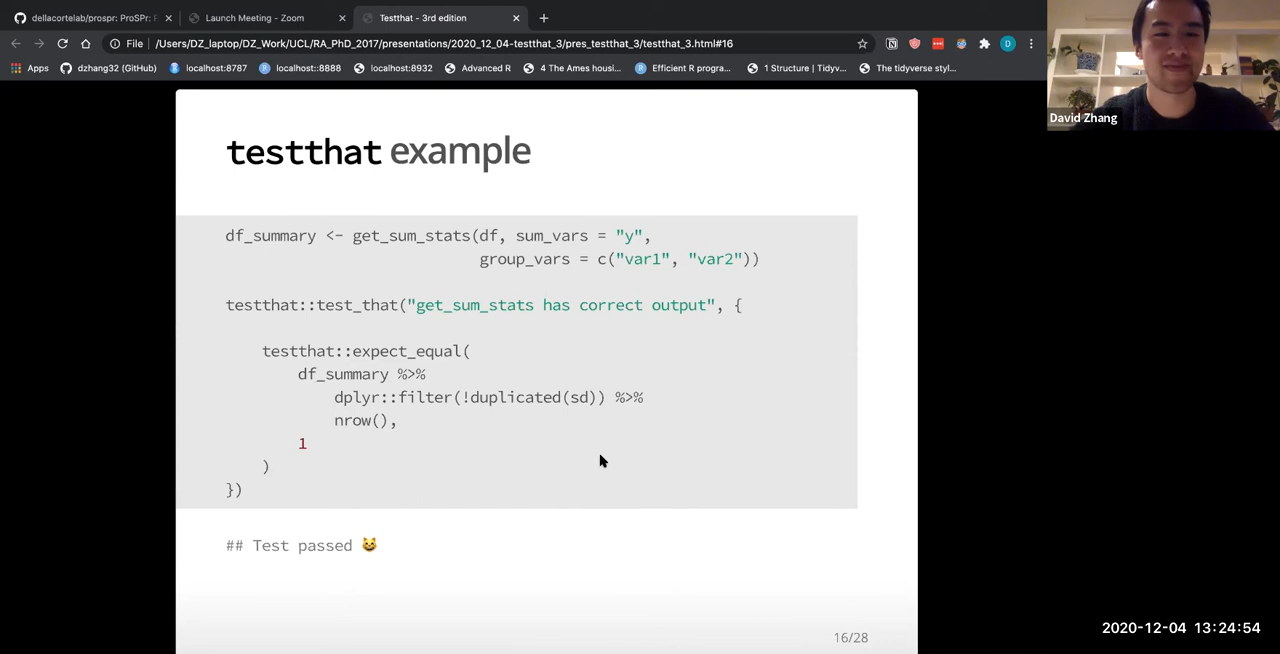 dellacortelab/prospr: ProSPr: P
Launch Meeting - Zoom
Testthat - 3rd edition
File
/Users/DZ_laptop/DZ_Work/UCL/RA_PhD_2017/presentations/2020_12_04-testthat_3/pres_testthat_3/testthat_3.html#16
D
Apps
dzhang32 (GitHub)
localhost:8787
localhost::8888
localhost:8932
Advanced R
4 The Ames housi...
Efficient R progra...
1 Structure | Tidyv...
The tidyverse styl...
David Zhang
testthat example
df_summary <- get_sum_stats(df, sum_vars = "y",
group_vars = c("var1", "var2"))
testthat::test_that("get_sum_stats has correct output", {
testthat::expect_equal(
df_summary %>%
dplyr::filter(!duplicated(sd)) %>%
nrow(),
1
)
})
## Test passed 😺
16/28
2020-12-04 13:24:54